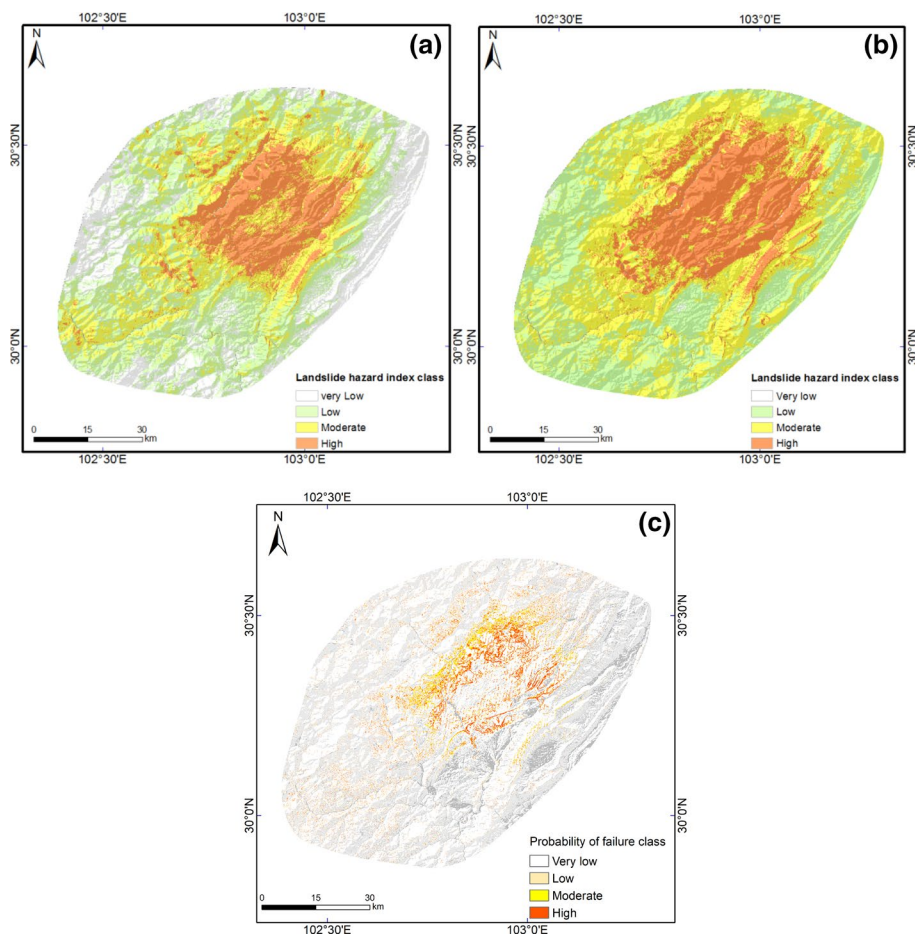 102°30'E 103°0'E
N
(a)
30°30'N
30°30'N
30°0'N
30°0'N
Landslide hazard index class
very Low
Low
Moderate
High
0 15 30
km
102°30'E 103°0'E
102°30'E 103°0'E
N
(b)
30°30'N
30°30'N
30°0'N
30°0'N
Landslide hazard index class
Very low
Low
Moderate
High
0 15 30
km
102°30'E 103°0'E
102°30'E 103°0'E
N
(c)
30°30'N
30°30'N
30°0'N
30°0'N
Probability of failure class
Very low
Low
Moderate
High
0 15 30
km
102°30'E 103°0'E